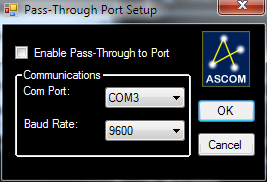 Pass-Through Port Setup
Enable Pass-Through to Port
Communications
Com Port:
COM3
Baud Rate:
9600
ASCOM
OK
Cancel